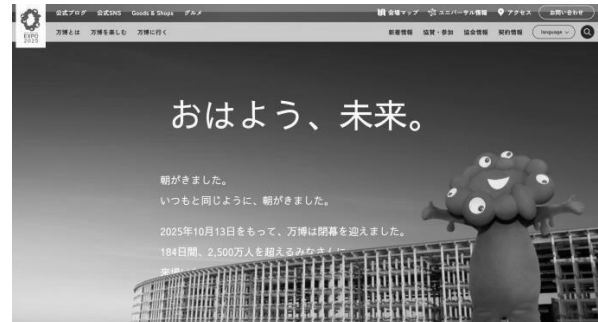 公式ブログ 公式SNS Goods & Shops グルメ 会場マップ ユニバーサル情報 アクセス お問い合わせ
EXPO
2025
万博とは 万博を楽しむ 万博に行く 新着情報 協賛・参加 協会情報 契約情報 language
おはよう、未来。
朝がきました。
いつもと同じように、朝がきました。
2025年10月13日をもって、万博は閉幕を迎えました。
184日間、2,500万人を超えるみなさんに
来場